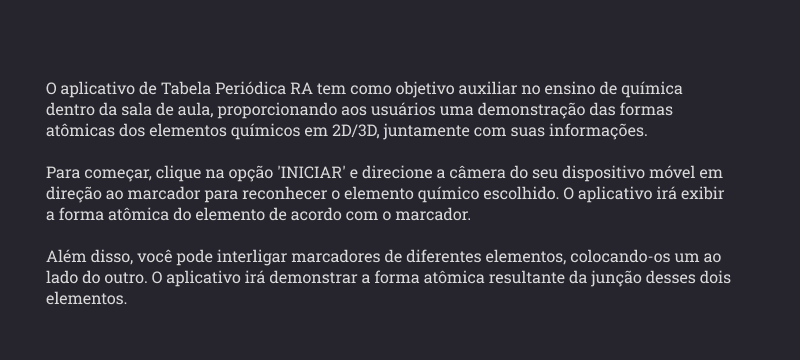 O aplicativo de Tabela Periódica RA tem como objetivo auxiliar no ensino de química
dentro da sala de aula, proporcionando aos usuários uma demonstração das formas
atômicas dos elementos químicos em 2D/3D, juntamente com suas informações.
Para começar, clique na opção 'INICIAR' e direcione a câmera do seu dispositivo móvel em
direção ao marcador para reconhecer o elemento químico escolhido. O aplicativo irá exibir
a forma atômica do elemento de acordo com o marcador.
Além disso, você pode interligar marcadores de diferentes elementos, colocando-os um ao
lado do outro. O aplicativo irá demonstrar a forma atômica resultante da junção desses dois
elementos.